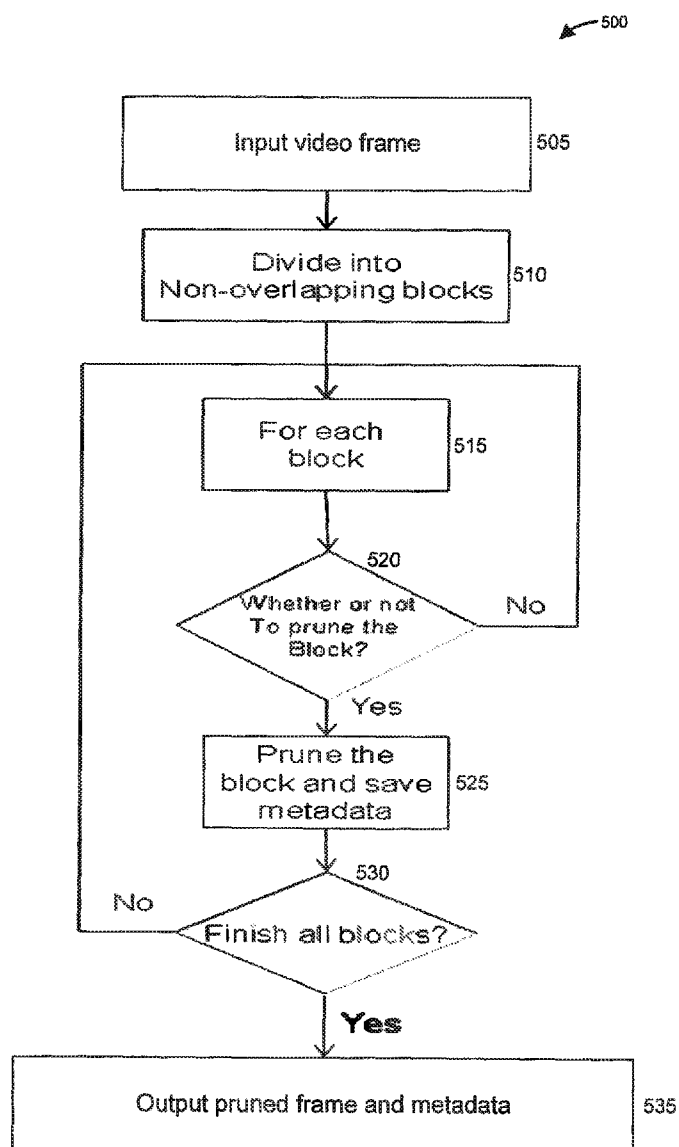 500
Input video frame
505
Divide into
Non-overlapping blocks
510
For each
block
515
520
Whether or not
To prune the
Block?
No
Yes
Prune the
block and save
metadata
525
530
No
Finish all blocks?
Yes
Output pruned frame and metadata
535